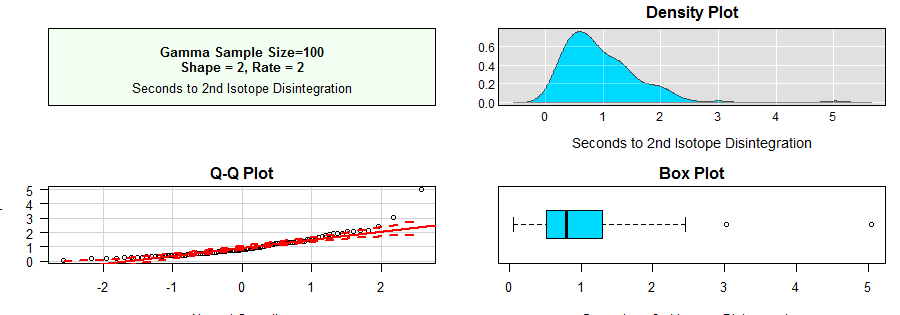 Gamma Sample Size=100
Shape = 2, Rate = 2
Seconds to 2nd Isotope Disintegration
Density Plot
0.6
0.4
0.2
0.0
0 1 2 3 4 5
Seconds to 2nd Isotope Disintegration
Q-Q Plot
5
4
3
2
1
0
-2 -1 0 1 2
Box Plot
0 1 2 3 4 5